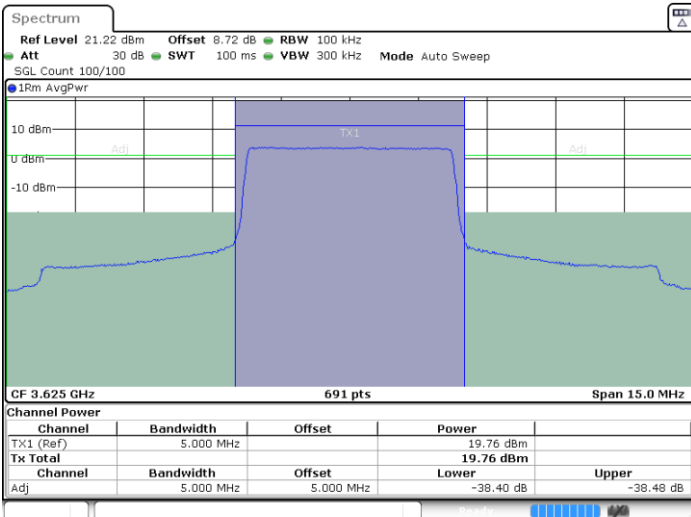 Spectrum
Ref Level 21.22 dBm Offset 8.72 dB RBW 100 kHz
Att 30 dB SWT 100 ms VBW 300 kHz Mode Auto Sweep
SGL Count 100/100
1Rm AvgPwr
10 dBm
TX1
Adj Adj
0 dBm
-10 dBm
CF 3.625 GHz 691 pts Span 15.0 MHz
Channel Power
Channel Bandwidth Offset Power
TX1 (Ref) 5.000 MHz 19.76 dBm
Tx Total 19.76 dBm
Channel Bandwidth Offset Lower Upper
Adj 5.000 MHz 5.000 MHz -38.40 dB -38.48 dB
Ready